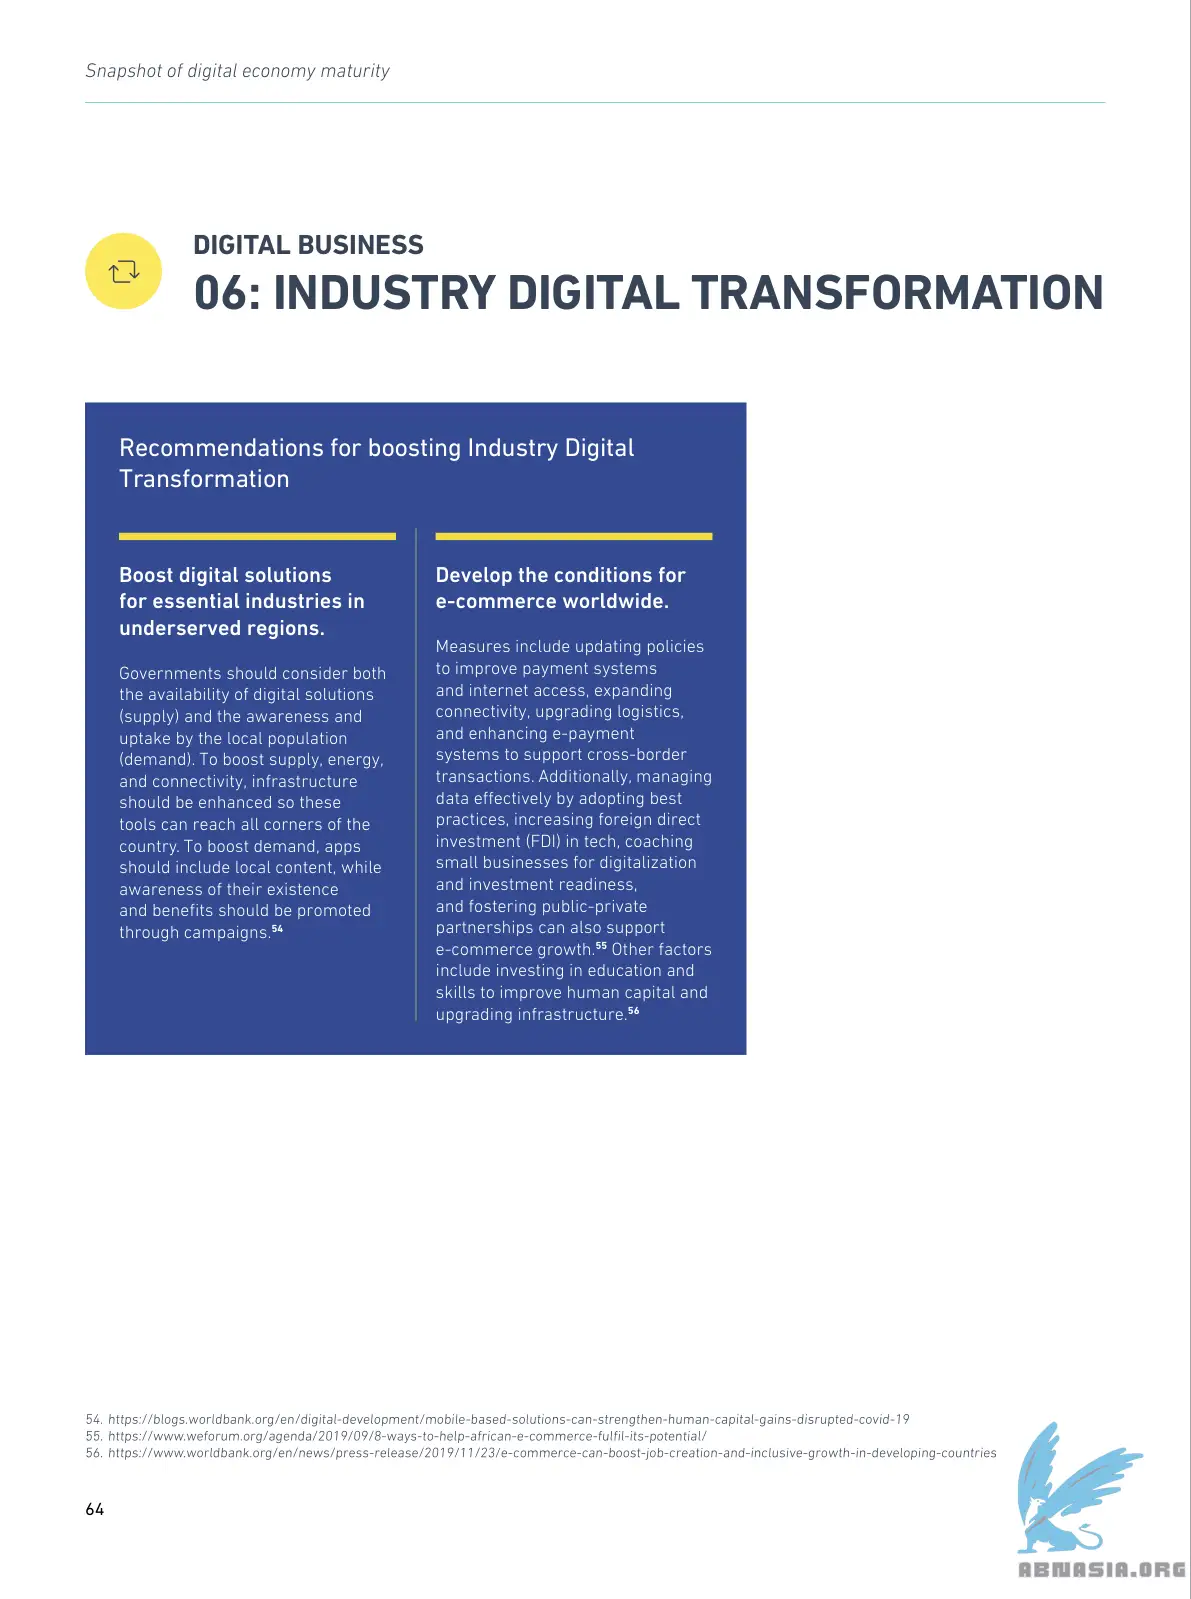 Snapshot of digital economy maturity
DIGITAL BUSINESS
06: INDUSTRY DIGITAL TRANSFORMATION
Recommendations for boosting Industry Digital
Transformation
Boost digital solutions
for essential industries in
underserved regions.
Governments should consider both
the availability of digital solutions
(supply) and the awareness and
uptake by the local population
(demand). To boost supply, energy,
and connectivity, infrastructure
should be enhanced so these
tools can reach all corners of the
country. To boost demand, apps
should include local content, while
awareness of their existence
and benefits should be promoted
through campaigns.54
Develop the conditions for
e-commerce worldwide.
Measures include updating policies
to improve payment systems
and internet access, expanding
connectivity, upgrading logistics,
and enhancing e-payment
systems to support cross-border
transactions. Additionally, managing
data effectively by adopting best
practices, increasing foreign direct
investment (FDI) in tech, coaching
small businesses for digitalization
and investment readiness,
and fostering public-private
partnerships can also support
e-commerce growth.55 Other factors
include investing in education and
skills to improve human capital and
upgrading infrastructure.56
54. https://blogs.worldbank.org/en/digital-development/mobile-based-solutions-can-strengthen-human-capital-gains-disrupted-covid-19
55. https://www.weforum.org/agenda/2019/09/8-ways-to-help-african-e-commerce-fulfil-its-potential/
56. https://www.worldbank.org/en/news/press-release/2019/11/23/e-commerce-can-boost-job-creation-and-inclusive-growth-in-developing-countries
64
ABNASIA.ORG